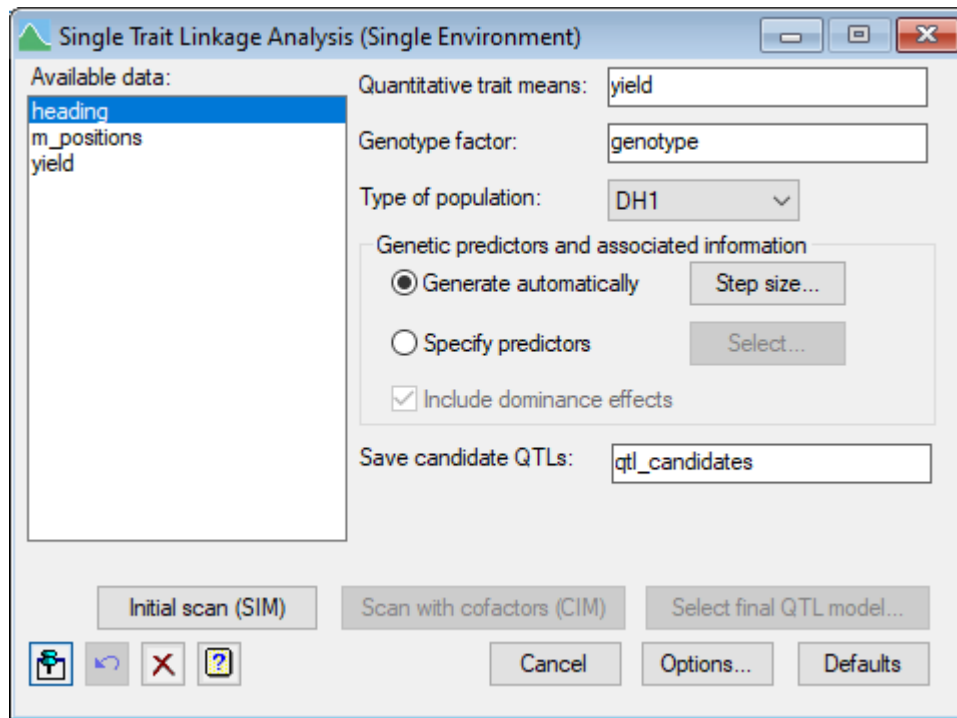 Single Trait Linkage Analysis (Single Environment)
Available data:
heading
m_positions
yield
Quantitative trait means: yield
Genotype factor: genotype
Type of population: DH1
Genetic predictors and associated information
Generate automatically Step size...
Specify predictors Select...
Include dominance effects
Save candidate QTLs: qtl_candidates
Initial scan (SIM) Scan with cofactors (CIM) Select final QTL model...
? Cancel Options... Defaults